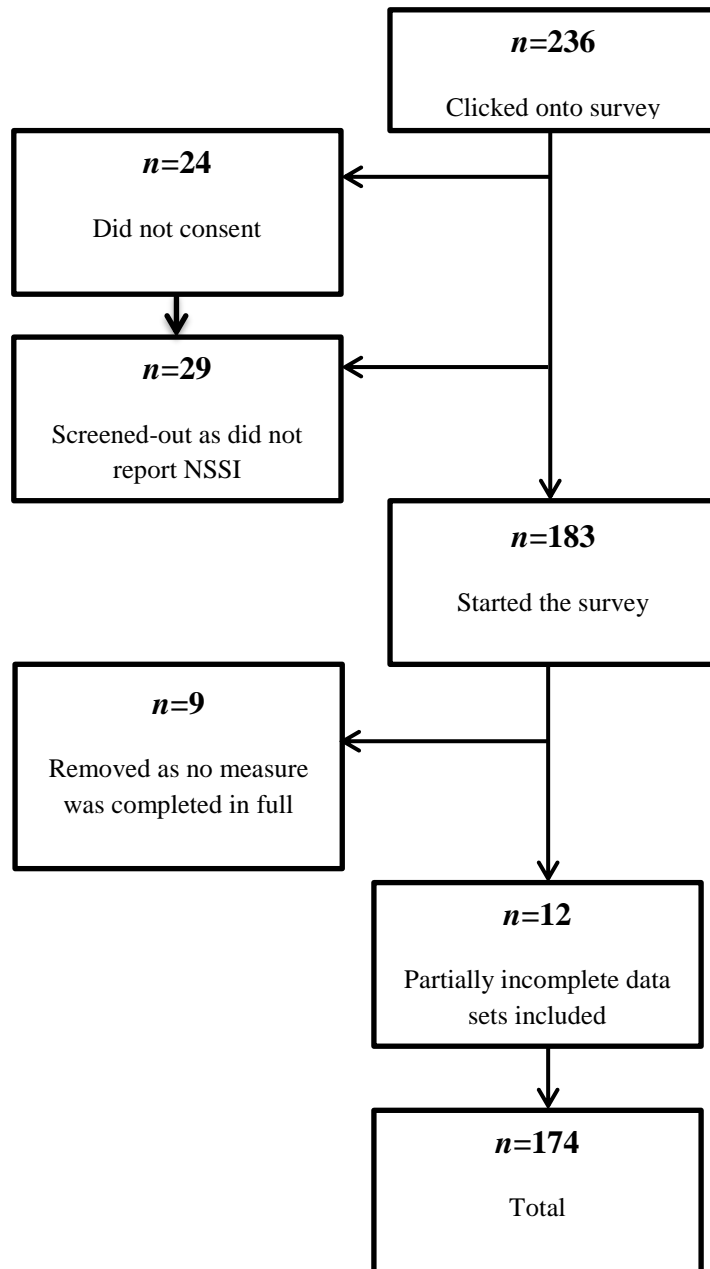 n=236
Clicked onto survey
n=24
Did not consent
n=29
Screened-out as did not
report NSSI
n=183
Started the survey
n=9
Removed as no measure
was completed in full
n=12
Partially incomplete data
sets included
n=174
Total